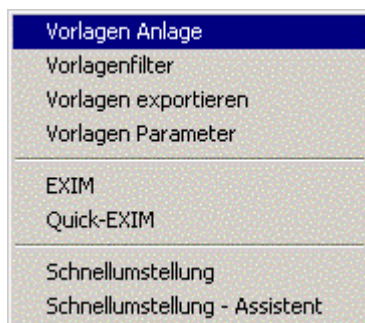 Vorlagen Anlage
Vorlagenfilter
Vorlagen exportieren
Vorlagen Parameter
EXIM
Quick-EXIM
Schnellumstellung
Schnellumstellung - Assistent